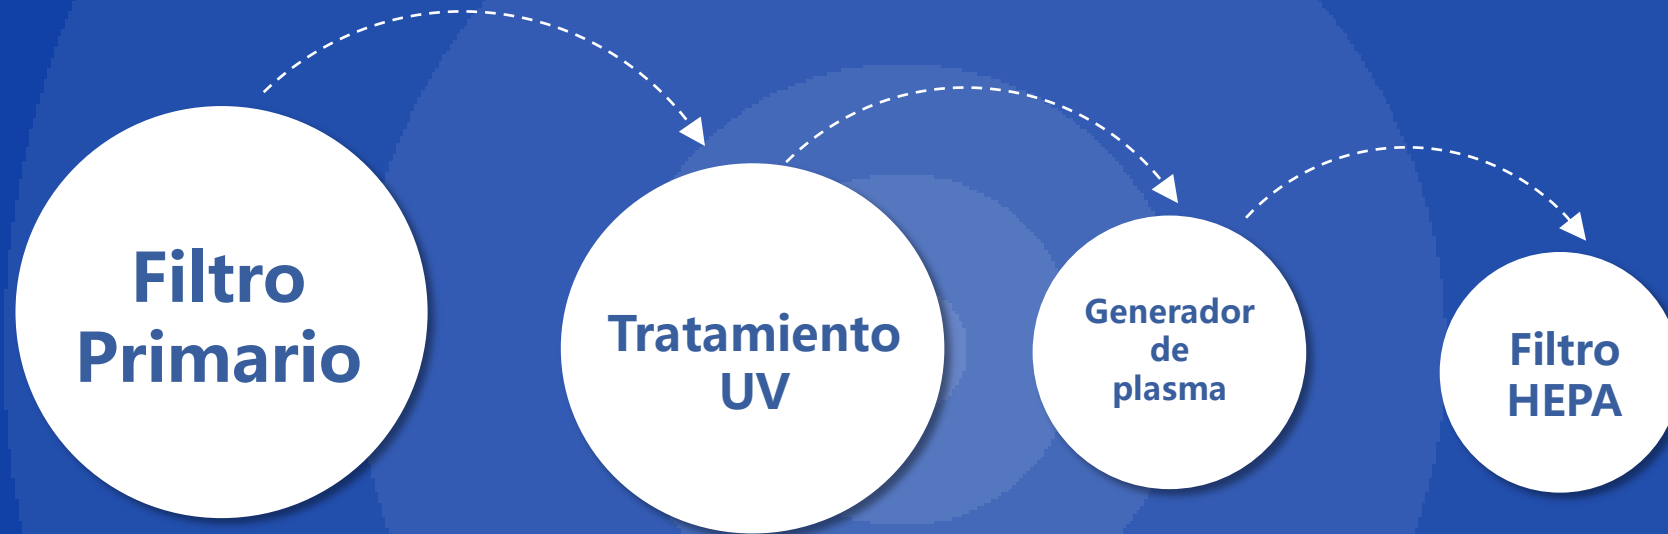 Filtro
Primario
Tratamiento
UV
Generador
de
plasma
Filtro
HEPA